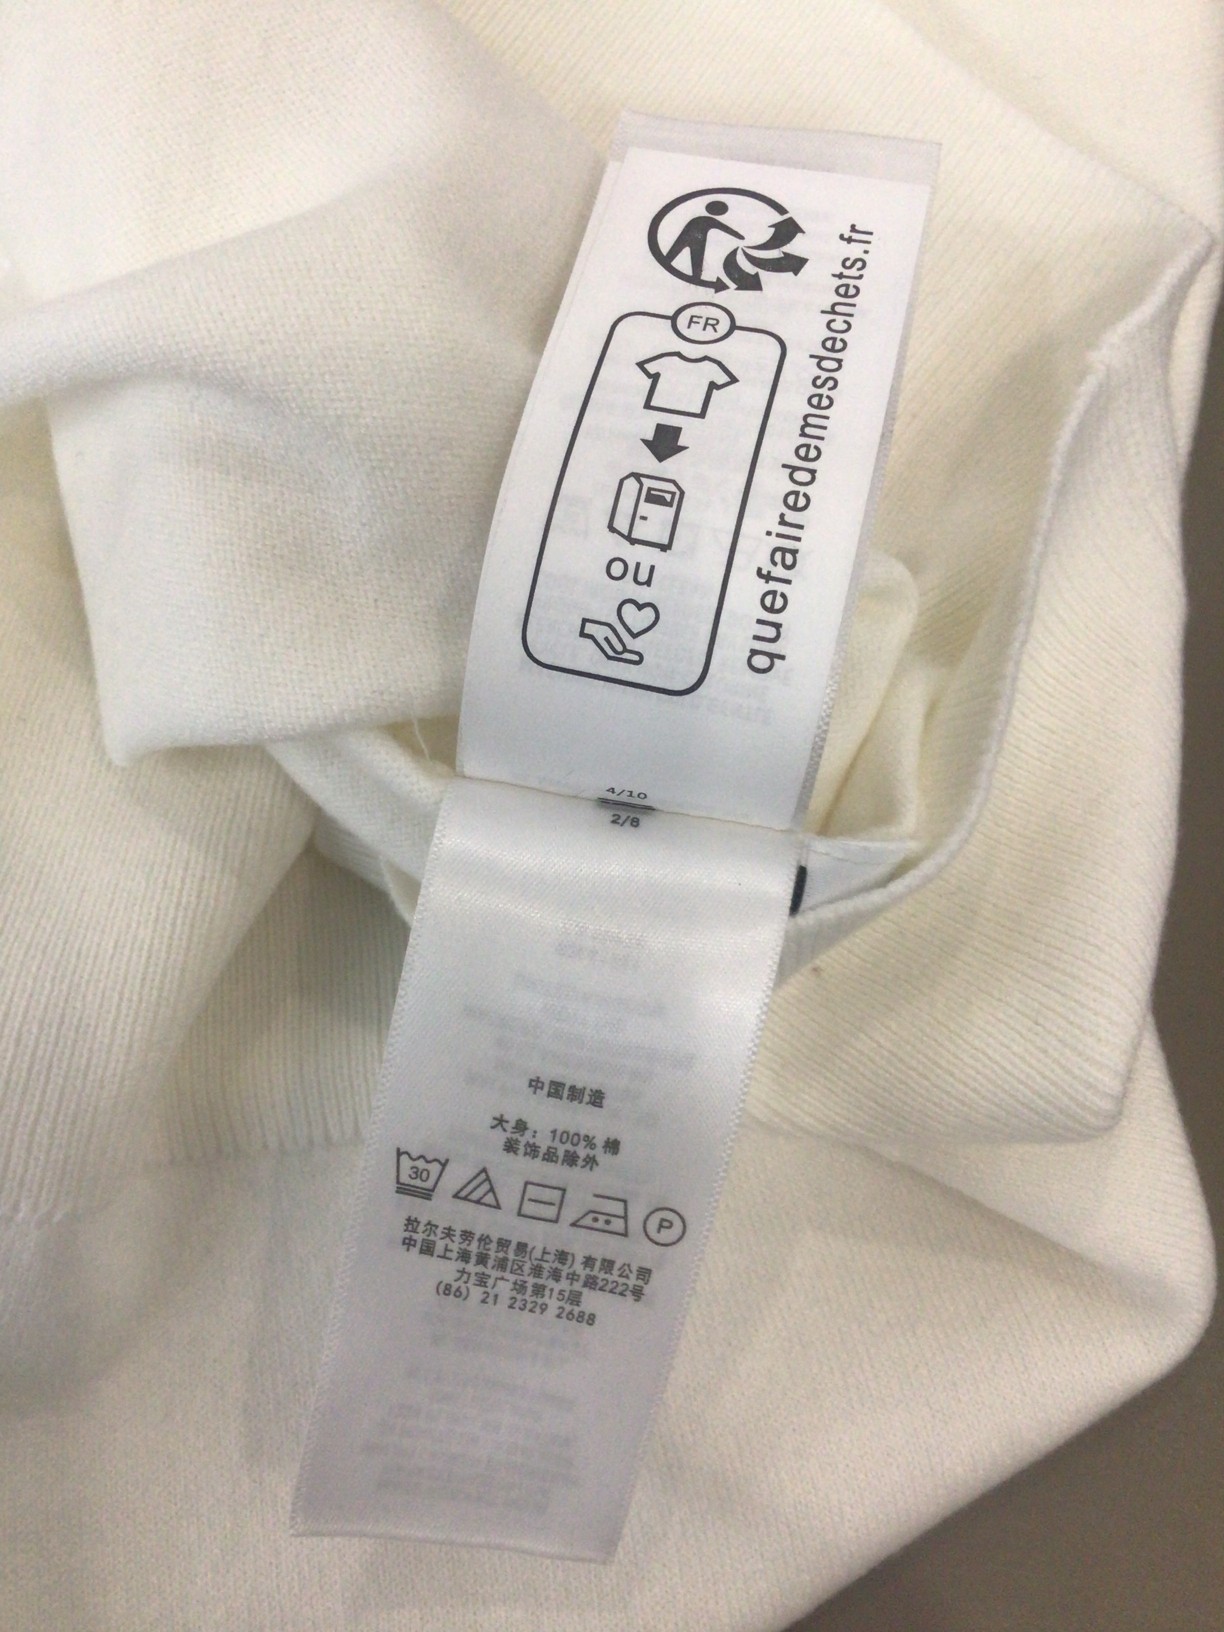 quefairedemesdechets.fr
FR
ou
4/10
2/8
中国制造
大身：100% 棉
装饰品除外
30
P
拉尔夫劳伦贸易(上海) 有限公司
中国上海黄浦区淮海中路222号
力宝广场第15层
(86) 21 2329 2688